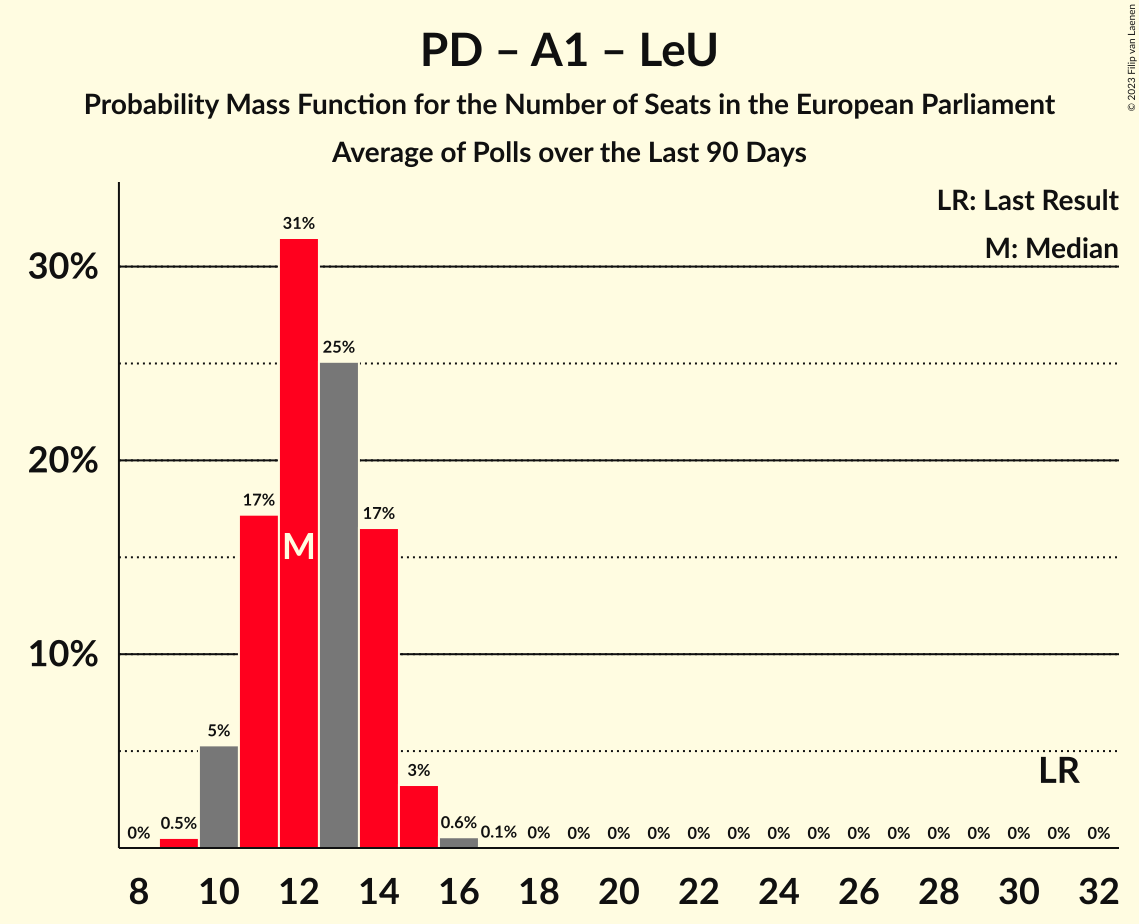 PD – A1 – LeU
Probability Mass Function for the Number of Seats in the European Parliament
Average of Polls over the Last 90 Days
© 2023 Filip van Laenen
LR: Last Result
M: Median
30%
20%
10%
0% 0.5% 5% 17% 31% 25% 17% 3% 0.6% 0.1% 0% 0% 0% 0% 0% 0% 0% 0% 0% 0% 0% 0% 0% 0% 0%
M
LR
8 10 12 14 16 18 20 22 24 26 28 30 32